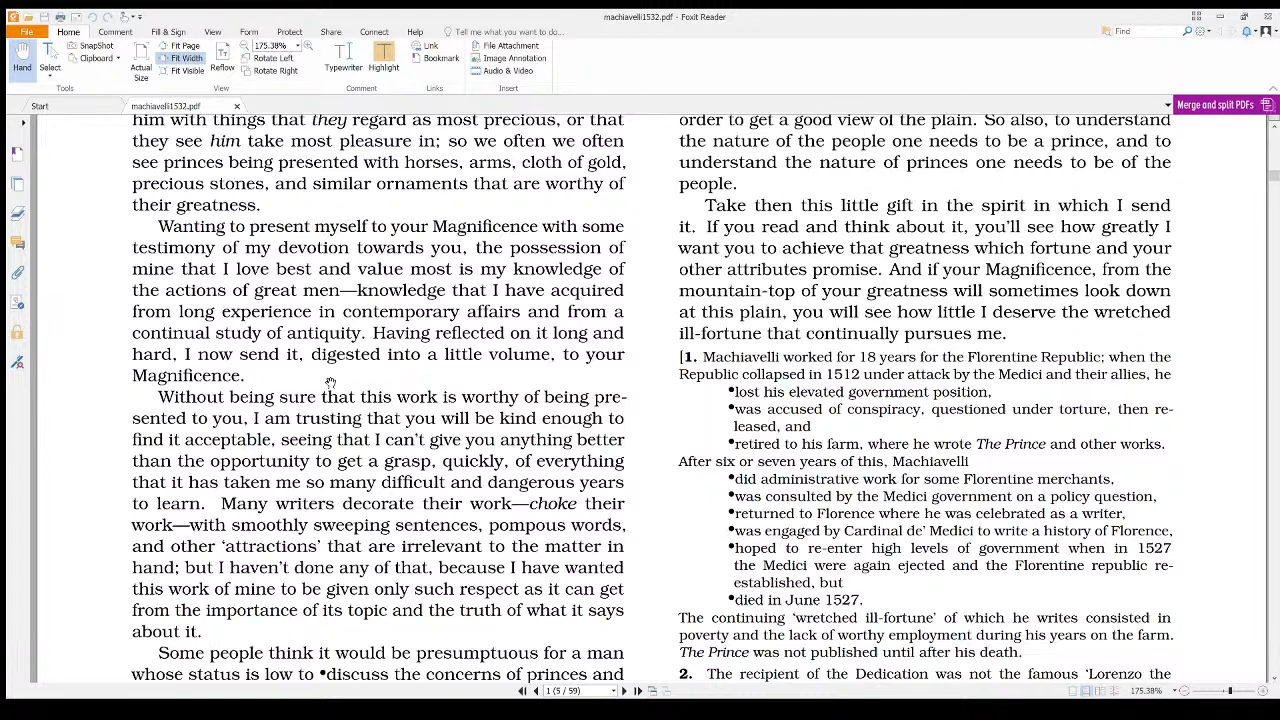 machiavelli1532.pdf - Foxit Reader
File
Home
Comment
Fill & Sign
View
Form
Protect
Share
Connect
Help
Tell me what you want to do...
Find
Hand
Select
SnapShot
Clipboard
Actual Size
Fit Page
Fit Width
Fit Visible
Reflow
175.38%
Rotate Left
Rotate Right
Typewriter
Highlight
Link
Bookmark
File Attachment
Image Annotation
Audio & Video
Tools
View
Comment
Links
Insert
Start
machiavelli1532.pdf
Merge and split PDFs
him with things that they regard as most precious, or that
they see him take most pleasure in; so we often we often
see princes being presented with horses, arms, cloth of gold,
precious stones, and similar ornaments that are worthy of
their greatness.
Wanting to present myself to your Magnificence with some
testimony of my devotion towards you, the possession of
mine that I love best and value most is my knowledge of
the actions of great men—knowledge that I have acquired
from long experience in contemporary affairs and from a
continual study of antiquity. Having reflected on it long and
hard, I now send it, digested into a little volume, to your
Magnificence.
Without being sure that this work is worthy of being pre-
sented to you, I am trusting that you will be kind enough to
find it acceptable, seeing that I can't give you anything better
than the opportunity to get a grasp, quickly, of everything
that it has taken me so many difficult and dangerous years
to learn. Many writers decorate their work—choke their
work—with smoothly sweeping sentences, pompous words,
and other ‘attractions’ that are irrelevant to the matter in
hand; but I haven't done any of that, because I have wanted
this work of mine to be given only such respect as it can get
from the importance of its topic and the truth of what it says
about it.
Some people think it would be presumptuous for a man
whose status is low to •discuss the concerns of princes and
order to get a good view of the plain. So also, to understand
the nature of the people one needs to be a prince, and to
understand the nature of princes one needs to be of the
people.
Take then this little gift in the spirit in which I send
it. If you read and think about it, you'll see how greatly I
want you to achieve that greatness which fortune and your
other attributes promise. And if your Magnificence, from the
mountain-top of your greatness will sometimes look down
at this plain, you will see how little I deserve the wretched
ill-fortune that continually pursues me.
[1. Machiavelli worked for 18 years for the Florentine Republic; when the
Republic collapsed in 1512 under attack by the Medici and their allies, he
•lost his elevated government position,
•was accused of conspiracy, questioned under torture, then re-
leased, and
•retired to his farm, where he wrote The Prince and other works.
After six or seven years of this, Machiavelli
•did administrative work for some Florentine merchants,
•was consulted by the Medici government on a policy question,
•returned to Florence where he was celebrated as a writer,
•was engaged by Cardinal de' Medici to write a history of Florence,
•hoped to re-enter high levels of government when in 1527
the Medici were again ejected and the Florentine republic re-
established, but
•died in June 1527.
The continuing ‘wretched ill-fortune’ of which he writes consisted in
poverty and the lack of worthy employment during his years on the farm.
The Prince was not published until after his death.
2. The recipient of the Dedication was not the famous ‘Lorenzo the
1 (5 / 59)
175.38%